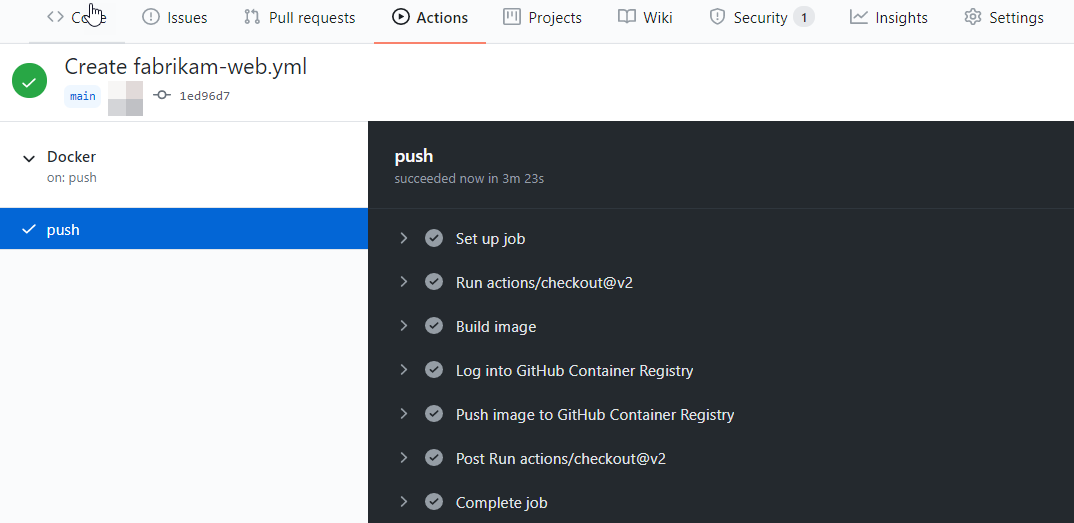 Code Issues Pull requests Actions Projects Wiki Security 1 Insights Settings
Create fabrikam-web.yml
main 1ed96d7
Docker
on: push
push
push
succeeded now in 3m 23s
Set up job
Run actions/checkout@v2
Build image
Log into GitHub Container Registry
Push image to GitHub Container Registry
Post Run actions/checkout@v2
Complete job